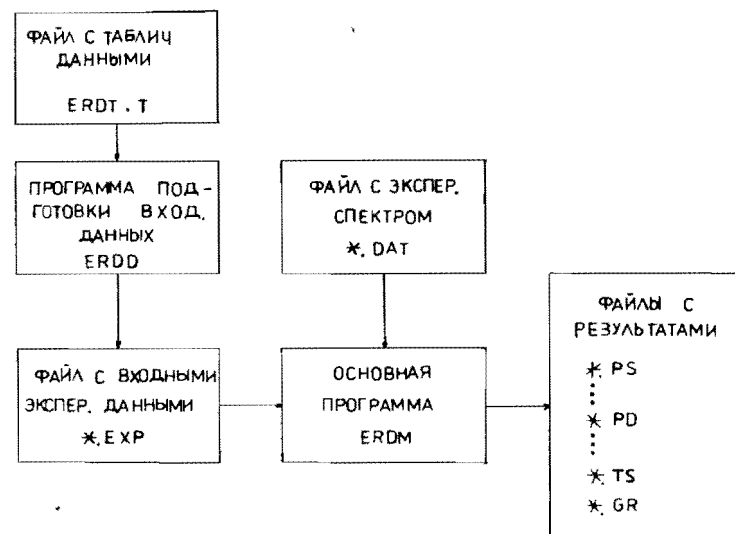 ФАЙЛ С ТАБЛИЧ
ДАННЫМИ
ERDT.T
ПРОГРАММА ПОД-
ГОТОВКИ ВХОД.
ДАННЫХ
ERDD
ФАЙЛ С ЭКСПЕР.
СПЕКТРОМ
*.DAT
ФАЙЛ С ВХОДНЫМИ
ЭКСПЕР. ДАННЫМИ
*.EXP
ОСНОВНАЯ
ПРОГРАММА
ERDM
ФАЙЛЫ С
РЕЗУЛЬТАТАМИ
*. PS
*. PD
*. TS
*. GR